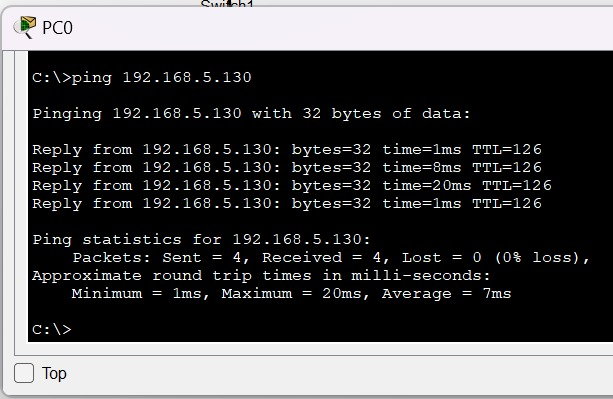 Switch1
PC0
C:\>ping 192.168.5.130
Pinging 192.168.5.130 with 32 bytes of data:
Reply from 192.168.5.130: bytes=32 time=1ms TTL=126
Reply from 192.168.5.130: bytes=32 time=8ms TTL=126
Reply from 192.168.5.130: bytes=32 time=20ms TTL=126
Reply from 192.168.5.130: bytes=32 time=1ms TTL=126
Ping statistics for 192.168.5.130:
Packets: Sent = 4, Received = 4, Lost = 0 (0% loss),
Approximate round trip times in milli-seconds:
Minimum = 1ms, Maximum = 20ms, Average = 7ms
C:\>
Top